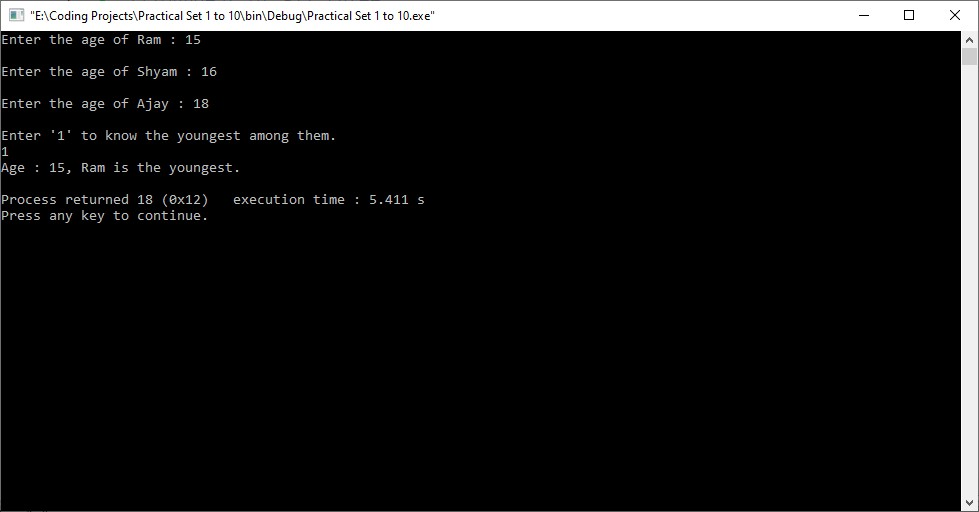 "E:\Coding Projects\Practical Set 1 to 10\bin\Debug\Practical Set 1 to 10.exe"
Enter the age of Ram : 15
Enter the age of Shyam : 16
Enter the age of Ajay : 18
Enter '1' to know the youngest among them.
1
Age : 15, Ram is the youngest.
Process returned 18 (0x12)   execution time : 5.411 s
Press any key to continue.